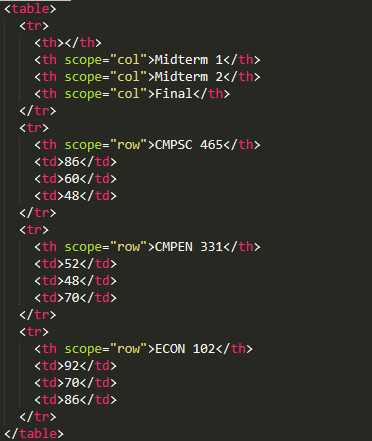 <table>
  <tr>
    <th></th>
    <th scope="col">Midterm 1</th>
    <th scope="col">Midterm 2</th>
    <th scope="col">Final</th>
  </tr>
  <tr>
    <th scope="row">CMPSC 465</th>
    <td>86</td>
    <td>60</td>
    <td>48</td>
  </tr>
  <tr>
    <th scope="row">CMPEN 331</th>
    <td>52</td>
    <td>48</td>
    <td>70</td>
  </tr>
  <tr>
    <th scope="row">ECON 102</th>
    <td>92</td>
    <td>70</td>
    <td>86</td>
  </tr>
</table>